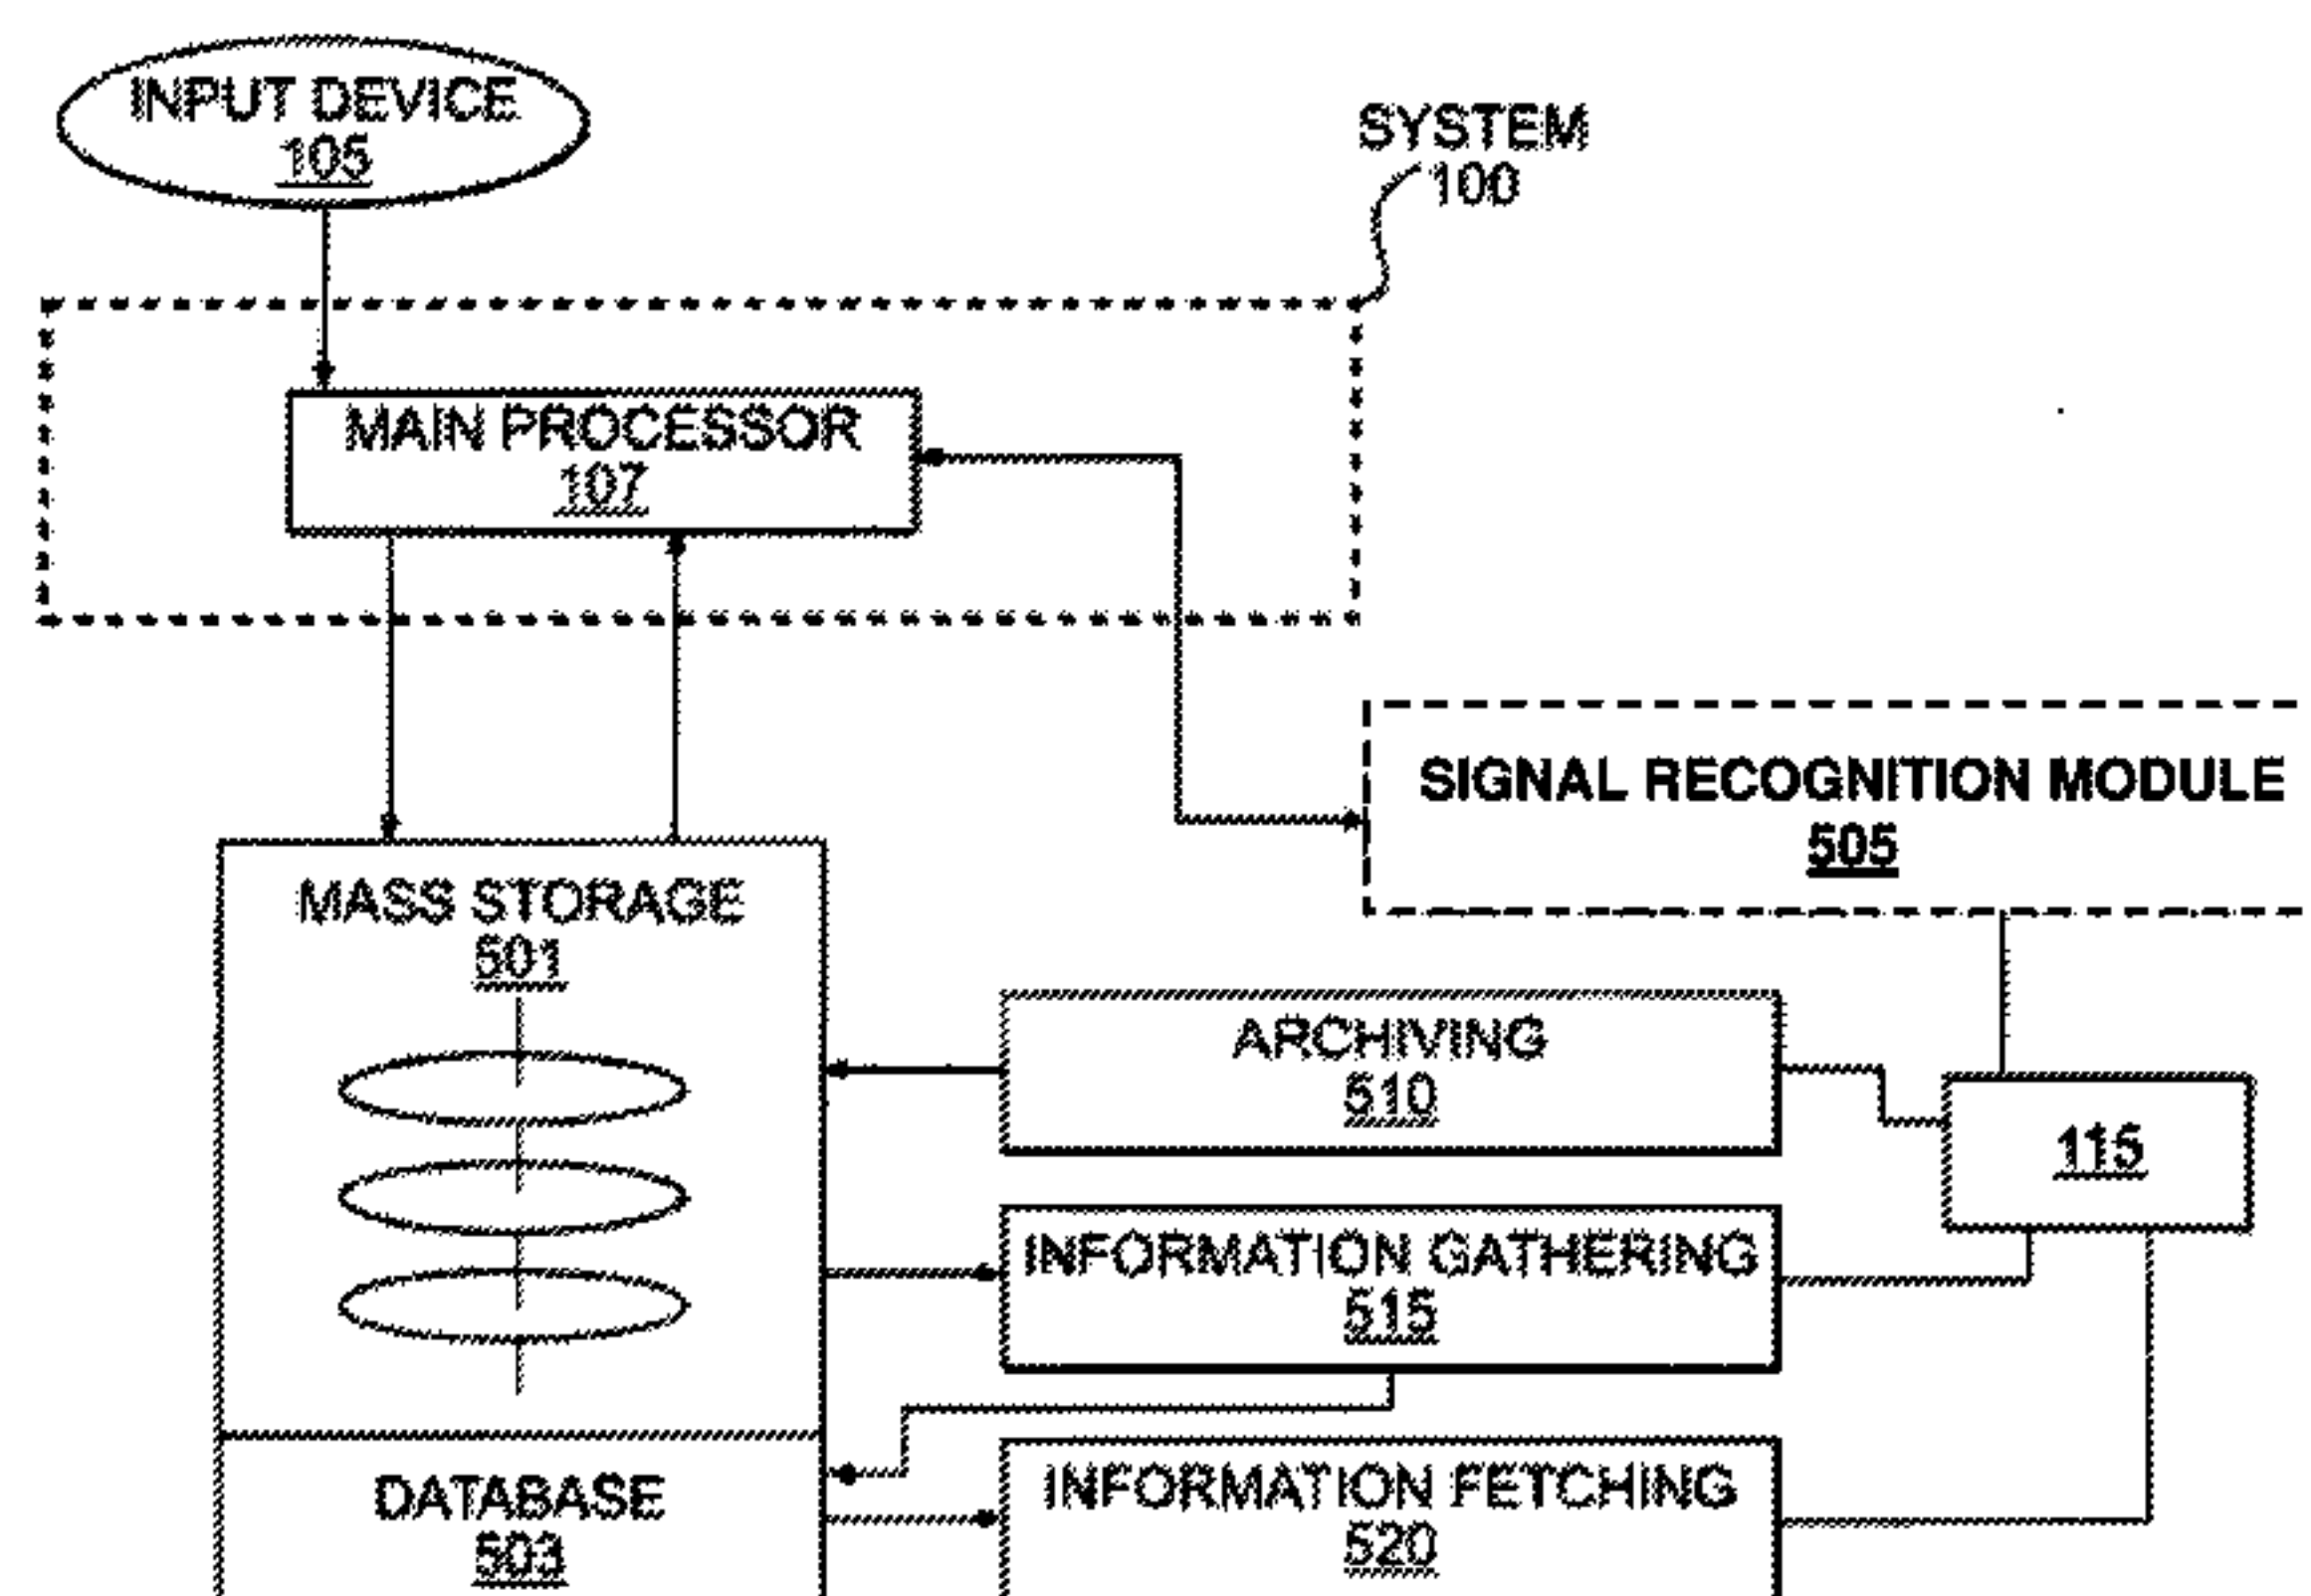 INPUT DEVICE
105
SYSTEM
100
MAIN PROCESSOR
107
SIGNAL RECOGNITION MODULE
505
MASS STORAGE
501
ARCHIVING
510
115
INFORMATION GATHERING
515
DATABASE
503
INFORMATION FETCHING
520